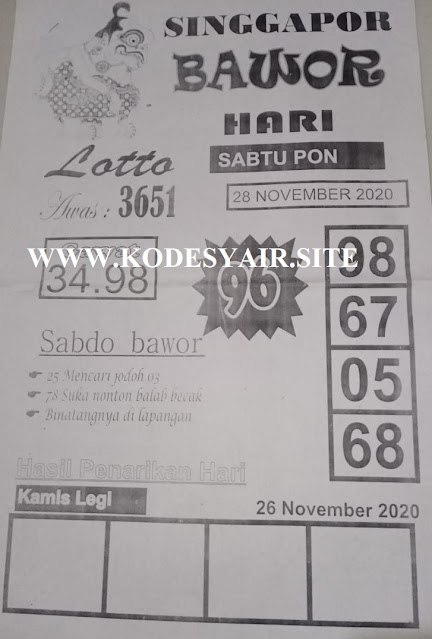 SINGGAPOR
BAWOR
HARI
SABTU PON
28 NOVEMBER 2020
Lotto
Awas : 3651
WWW.KODESYAIR.SITE
34.98
96
98
67
05
68
Sabdo bawor
25 Mencari jodoh 03
78 Suka nonton balab becak
Binatangnya di lapangan
Hasil Penarikan Hari
Kamis Legi
26 November 2020